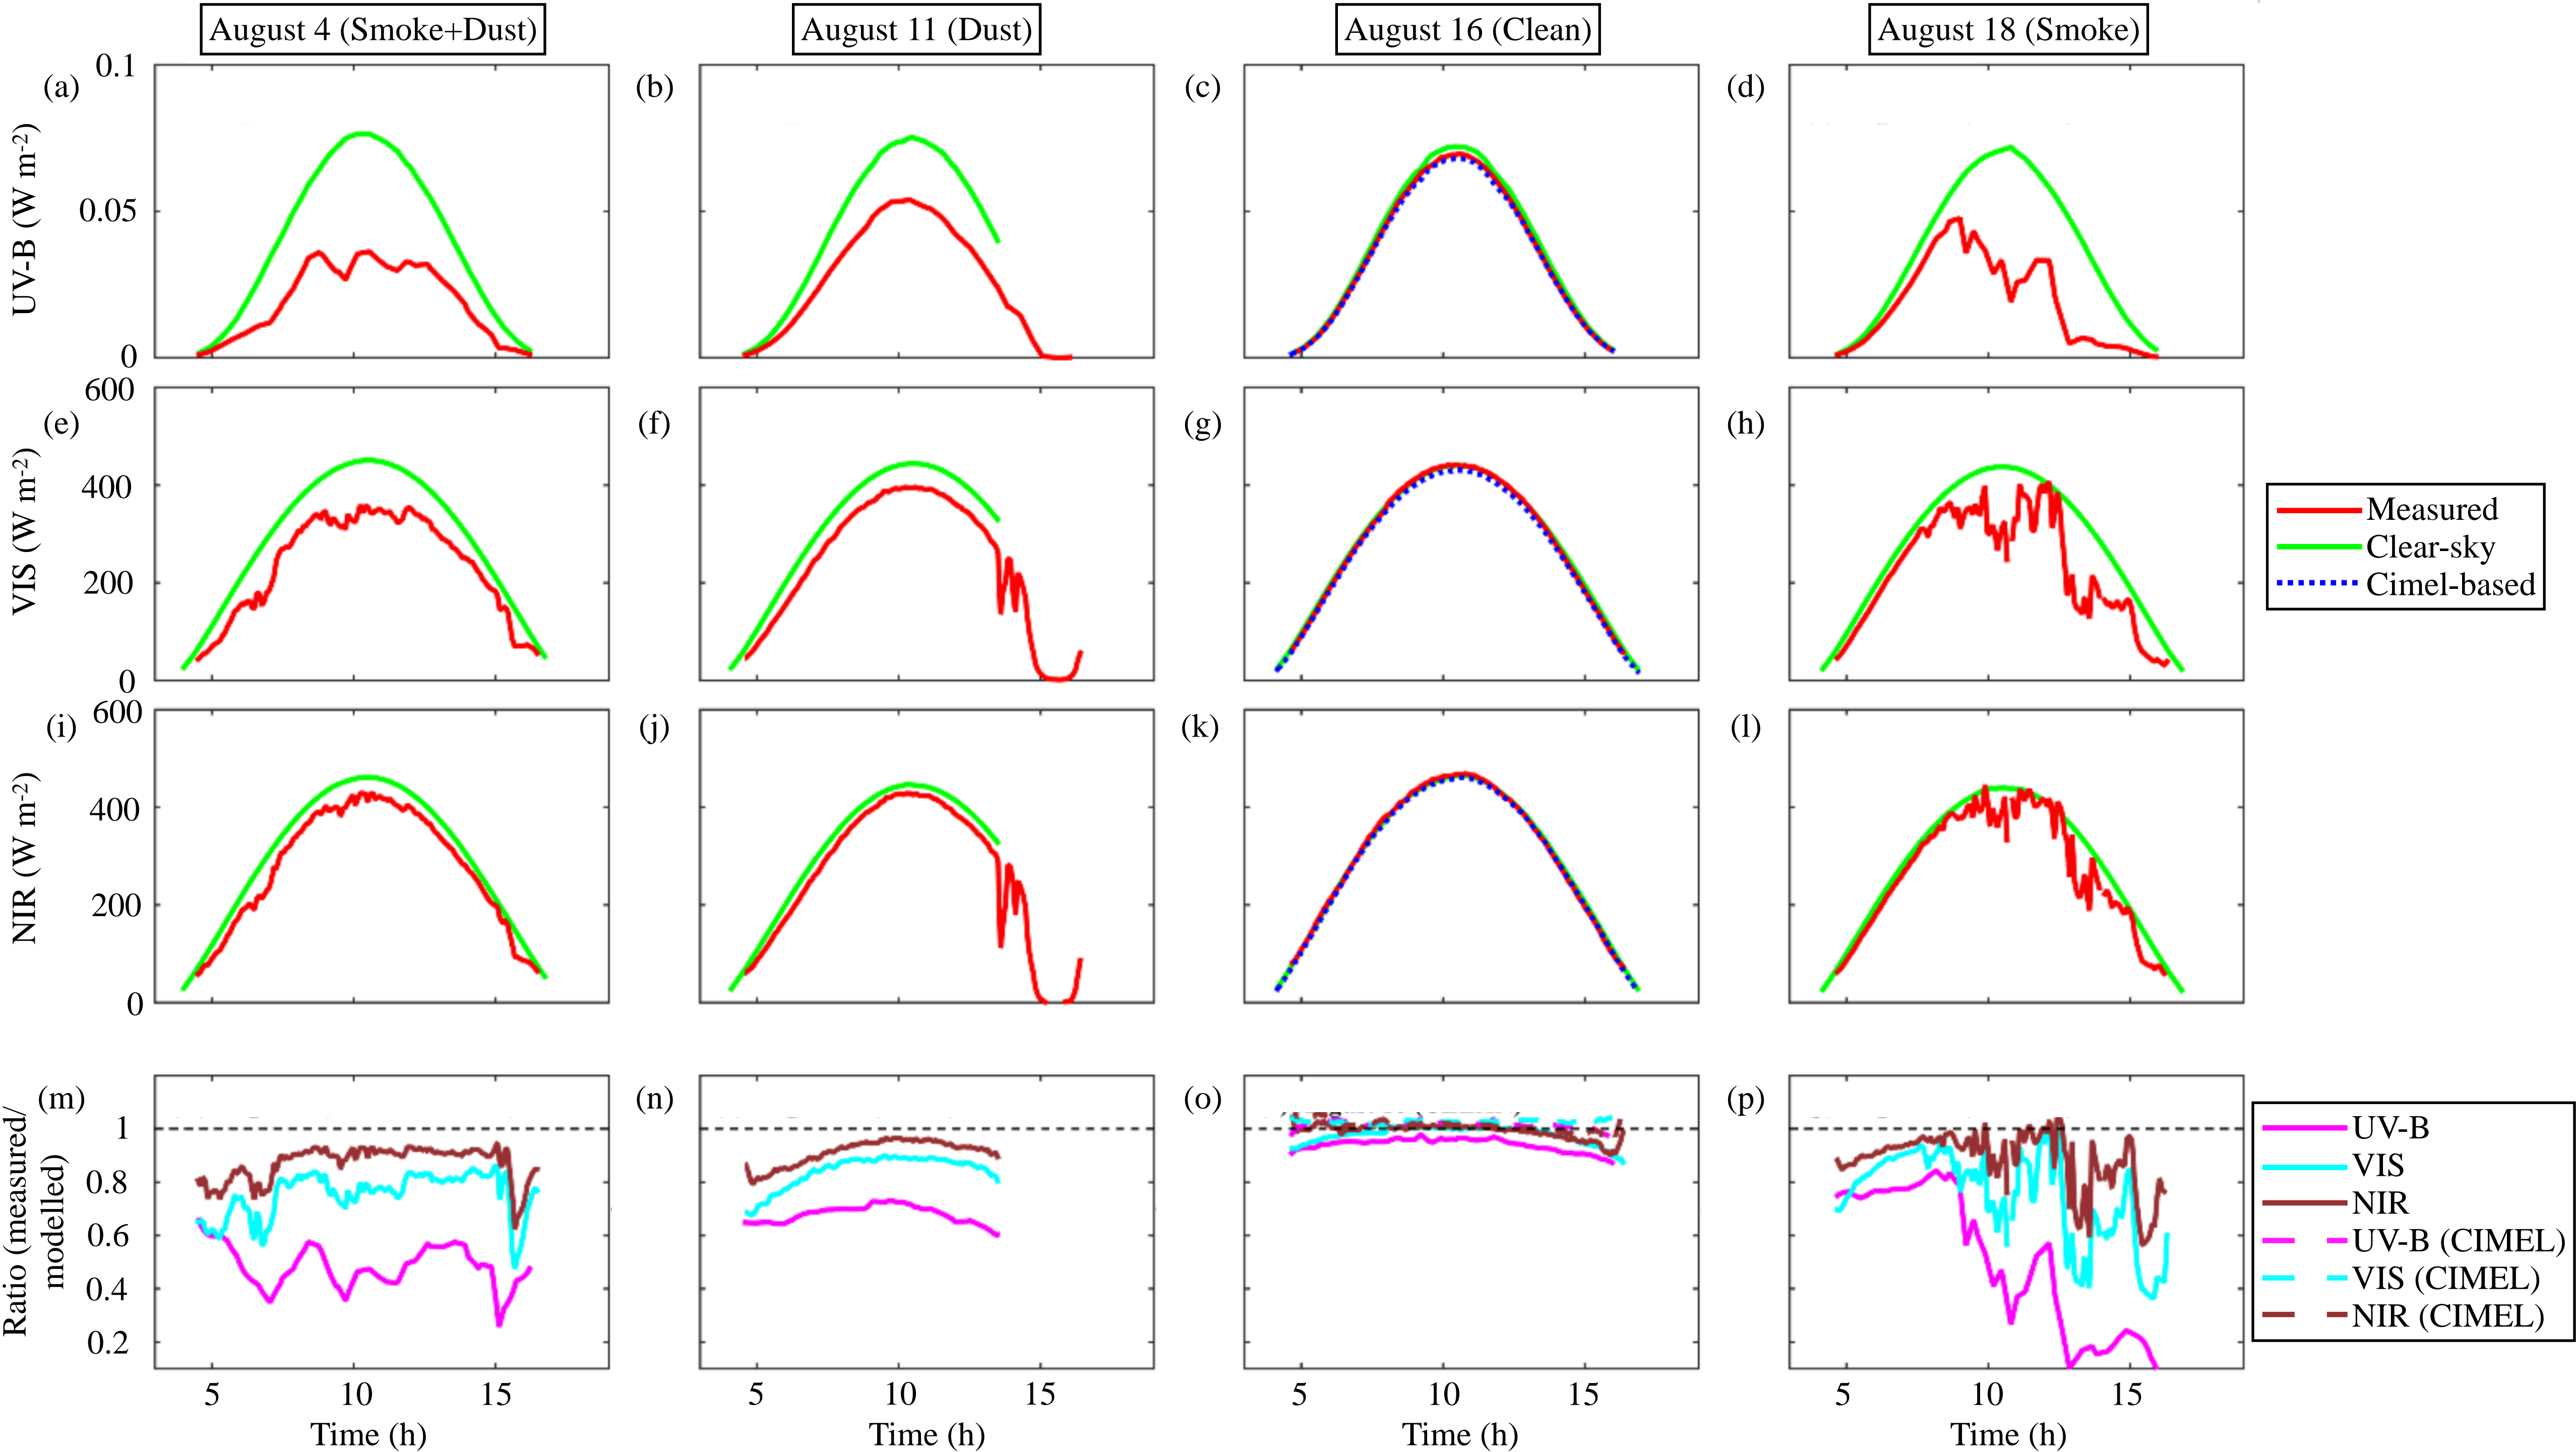 August 4 (Smoke+Dust)
August 11 (Dust)
August 16 (Clean)
August 18 (Smoke)
(a)
(b)
(c)
(d)
UV-B (W m-2)
0.1
0.05
0
(e)
(f)
(g)
(h)
VIS (W m-2)
600
400
200
0
Measured
Clear-sky
Cimel-based
(i)
(j)
(k)
(l)
NIR (W m-2)
600
400
200
0
(m)
(n)
(o)
(p)
Ratio (measured/
modelled)
1
0.8
0.6
0.4
0.2
UV-B
VIS
NIR
UV-B (CIMEL)
VIS (CIMEL)
NIR (CIMEL)
5 10 15
5 10 15
5 10 15
5 10 15
Time (h)
Time (h)
Time (h)
Time (h)